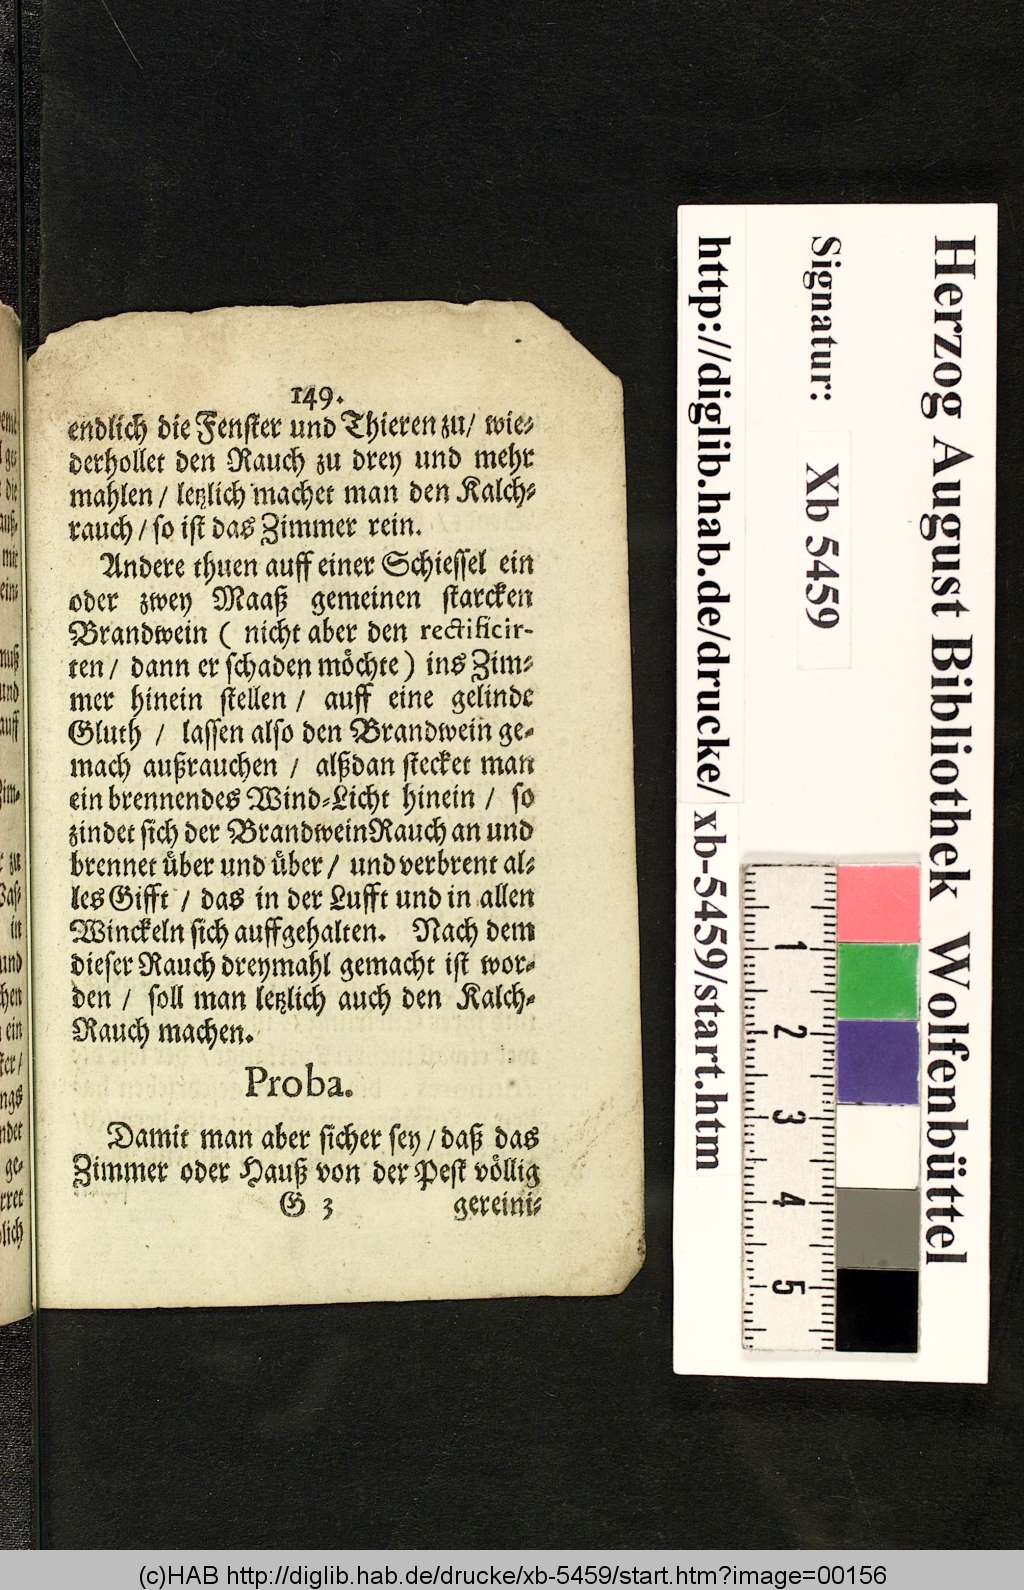 149.
endlich die Fenster und Thieren zu/ wie-
derhollet den Rauch zu drey und mehr
mahlen / letzlich machet man den Kalch-
rauch / so ist das Zimmer rein.
Andere thuen auff einer Schiessel ein
oder zwey Maaß gemeinen starcken
Brandwein ( nicht aber den rectificir-
ten / dann er schaden möchte ) ins Zim-
mer hinein stellen / auff eine gelinde
Gluth / lassen also den Brandwein ge-
mach außrauchen / alßdan stecket man
ein brennendes Wind-Licht hinein / so
zindet sich der BrandweinRauch an und
brennet über und über / und verbrent al-
les Gifft / das in der Lufft und in allen
Winckeln sich auffgehalten. Nach dem
dieser Rauch dreymahl gemacht ist wor-
den / soll man letzlich auch den Kalch-
Rauch machen.
Proba.
Damit man aber sicher sey / daß das
Zimmer oder Hauß von der Pest völlig
G 3 gereini-
Herzog August Bibliothek Wolfenbüttel
Signatur: Xb 5459
http://diglib.hab.de/drucke/ xb-5459/start.htm
1
2
3
4
5
(c)HAB http://diglib.hab.de/drucke/xb-5459/start.htm?image=00156